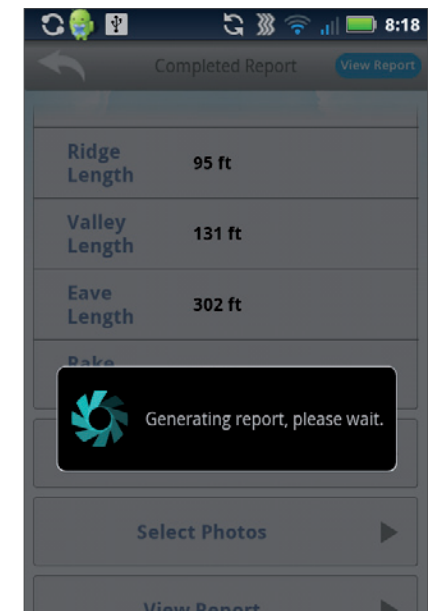 8:18
Completed Report
View Report
Ridge
Length
95 ft
Valley
Length
131 ft
Eave
Length
302 ft
Rake
Generating report, please wait.
Select Photos
View Report